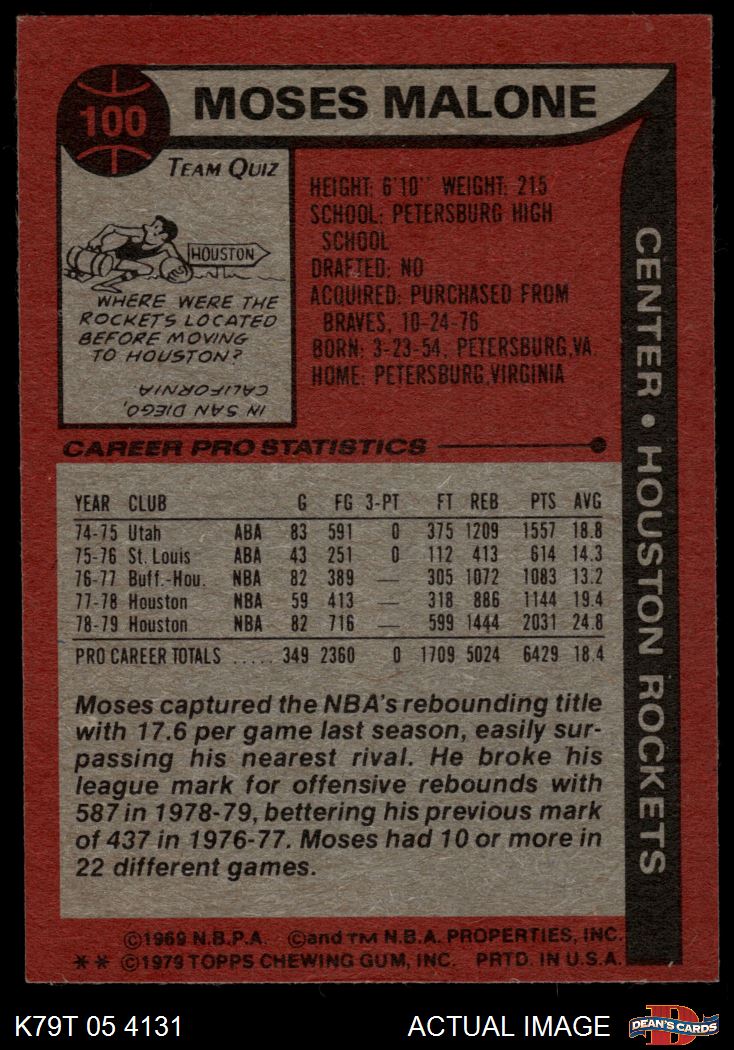 100
MOSES MALONE
TEAM QUIZ
HOUSTON
WHERE WERE THE
ROCKETS LOCATED
BEFORE MOVING
TO HOUSTON?
IN SAN DIEGO,
CALIFORNIA
HEIGHT: 6'10" WEIGHT: 215
SCHOOL: PETERSBURG HIGH
SCHOOL
DRAFTED: NO
ACQUIRED: PURCHASED FROM
BRAVES, 10-24-76
BORN: 3-23-54, PETERSBURG,VA.
HOME: PETERSBURG,VIRGINIA
CENTER • HOUSTON ROCKETS
CAREER PRO STATISTICS
YEAR CLUB G FG 3-PT FT REB PTS AVG
74-75 Utah ABA 83 591 0 375 1209 1557 18.8
75-76 St. Louis ABA 43 251 0 112 413 614 14.3
76-77 Buff.-Hou. NBA 82 389 — 305 1072 1083 13.2
77-78 Houston NBA 59 413 — 318 886 1144 19.4
78-79 Houston NBA 82 716 — 599 1444 2031 24.8
PRO CAREER TOTALS ..... 349 2360 0 1709 5024 6429 18.4
Moses captured the NBA's rebounding title
with 17.6 per game last season, easily sur-
passing his nearest rival. He broke his
league mark for offensive rebounds with
587 in 1978-79, bettering his previous mark
of 437 in 1976-77. Moses had 10 or more in
22 different games.
©1969 N.B.P.A. ©and TM N.B.A. PROPERTIES, INC.
** ©1979 TOPPS CHEWING GUM, INC. PRTD. IN U.S.A.
K79T 05 4131
ACTUAL IMAGE
D
DEAN'S CARDS